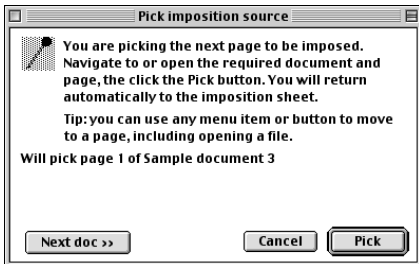 Pick imposition source
You are picking the next page to be imposed.
Navigate to or open the required document and
page, the click the Pick button. You will return
automatically to the imposition sheet.
Tip: you can use any menu item or button to move
to a page, including opening a file.
Will pick page 1 of Sample document 3
Next doc >> Cancel Pick